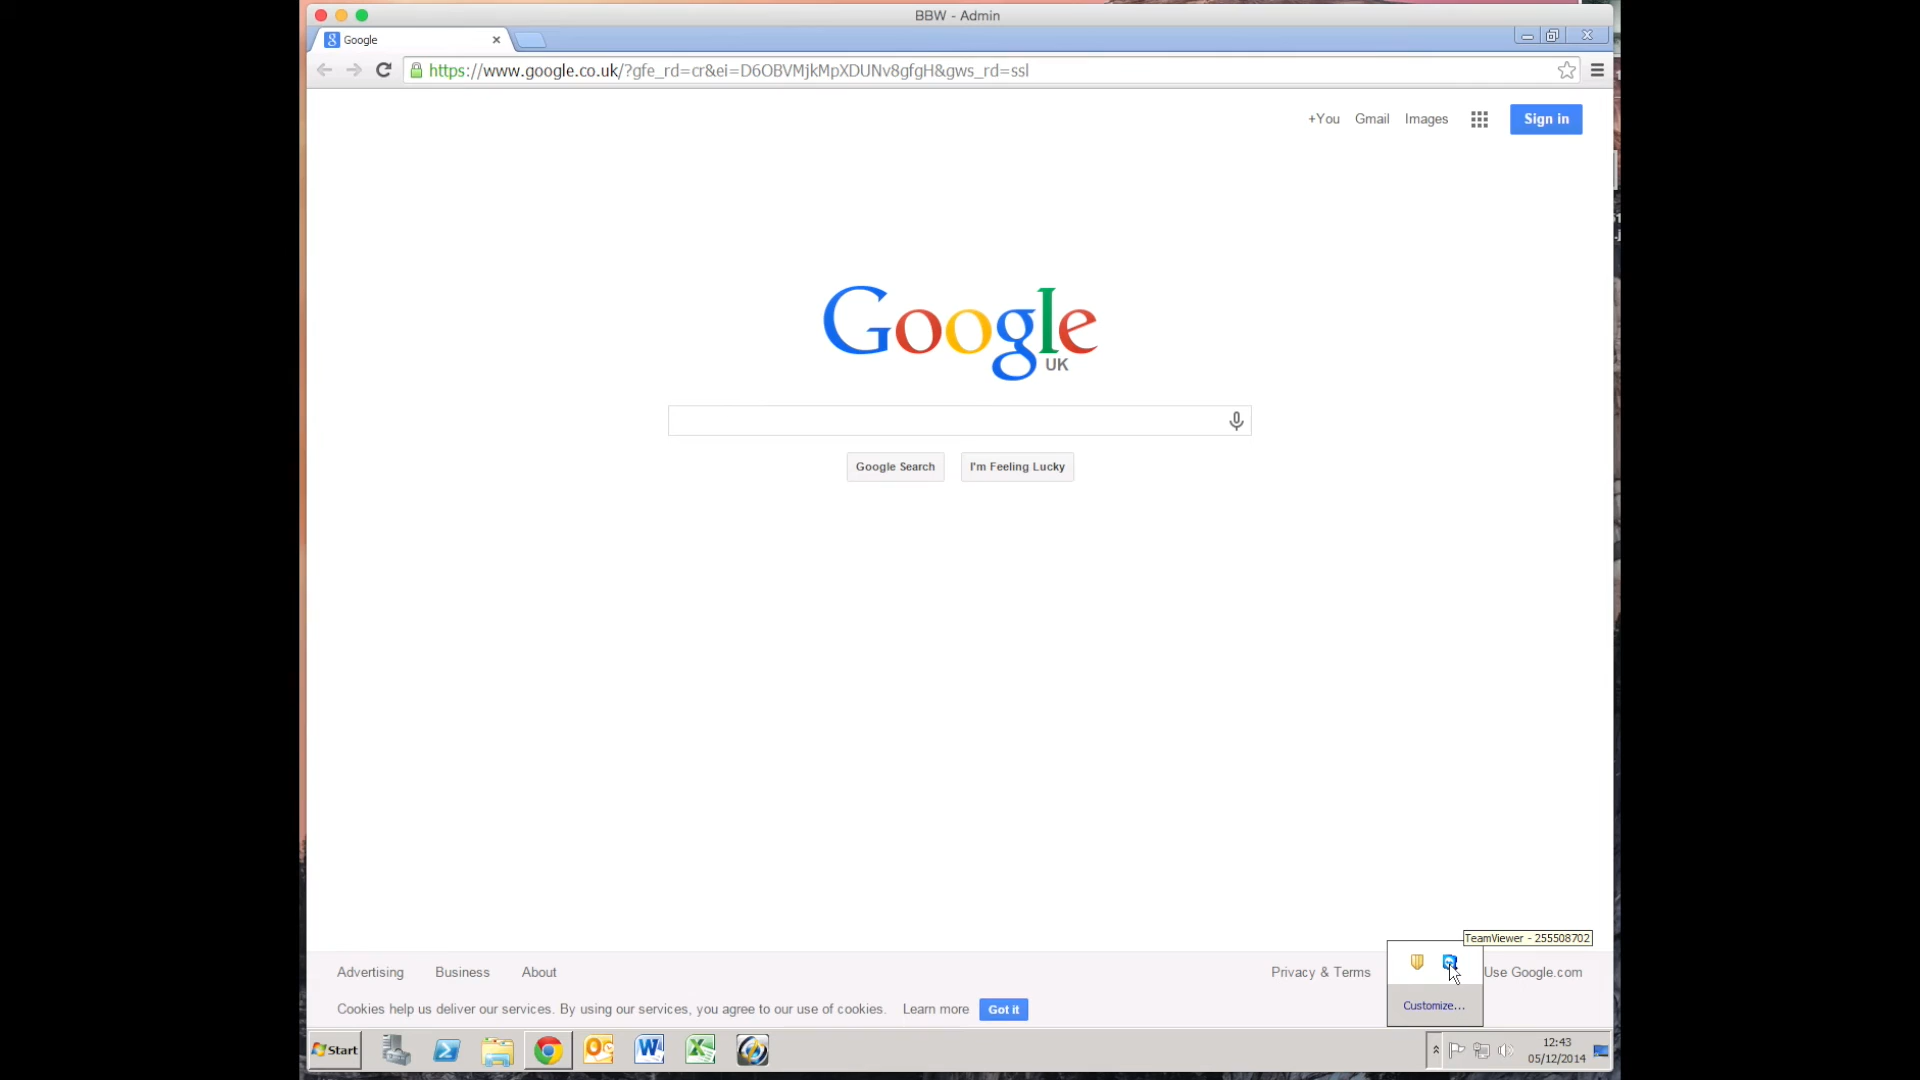 BBW - Admin
Google
https://www.google.co.uk/?gfe_rd=cr&ei=D6OBVMjkMpXDUNv8gfgH&gws_rd=ssl
+You Gmail Images Sign in
Google
UK
Google Search I'm Feeling Lucky
TeamViewer - 255508702
Advertising Business About Privacy & Terms Use Google.com
Customize...
Cookies help us deliver our services. By using our services, you agree to our use of cookies. Learn more Got it
Start
12:43
05/12/2014